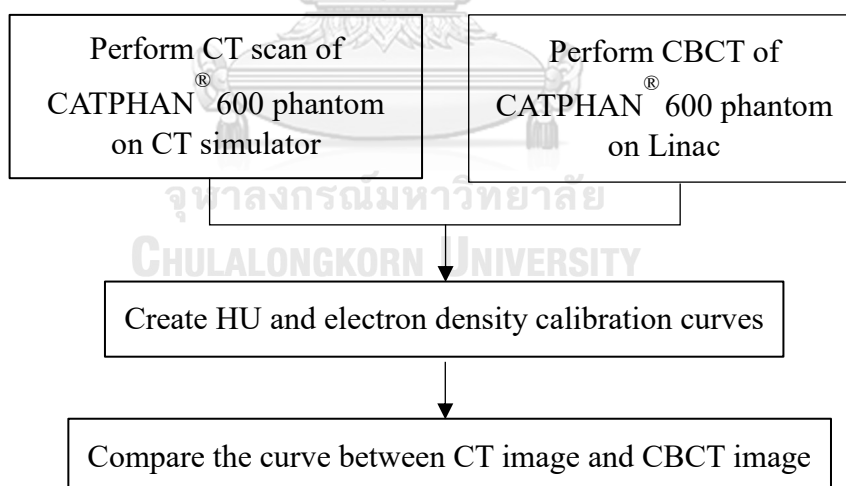 Perform CT scan of
CATPHAN® 600 phantom
on CT simulator
Perform CBCT of
CATPHAN® 600 phantom
on Linac
จุฬาลงกรณ์มหาวิทยาลัย
CHULALONGKORN UNIVERSITY
Create HU and electron density calibration curves
Compare the curve between CT image and CBCT image